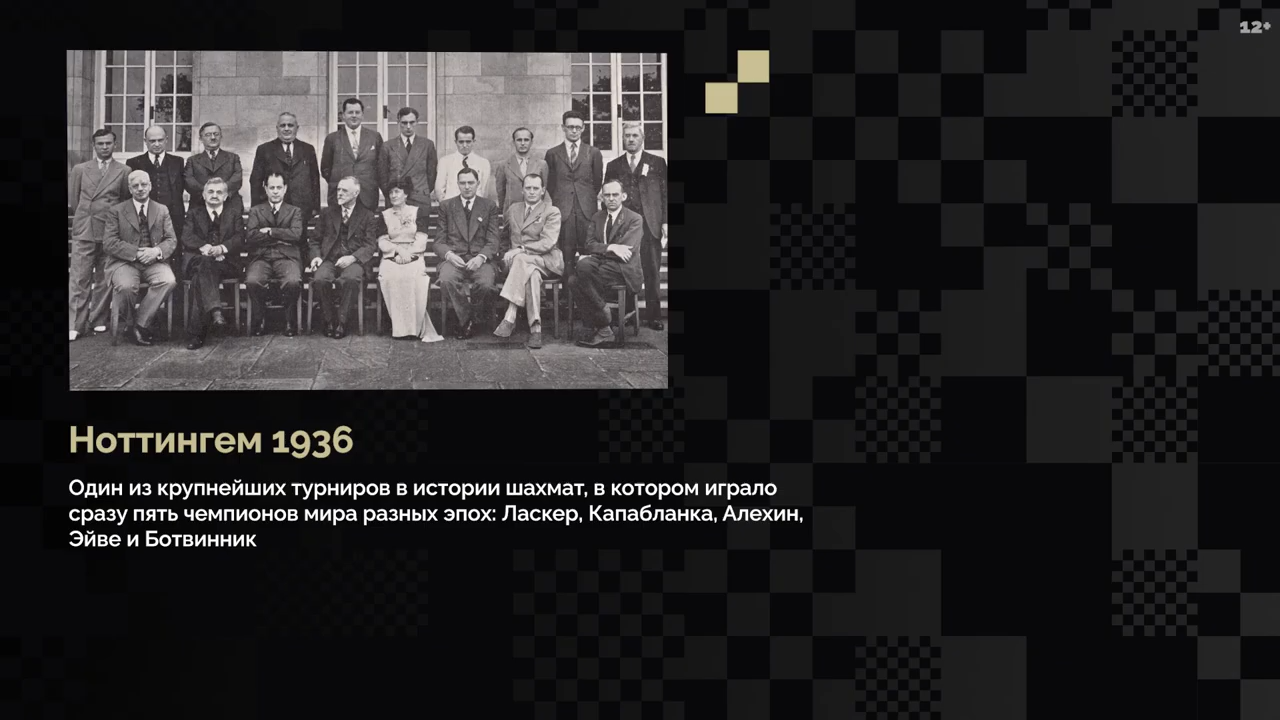 12+
Ноттингем 1936
Один из крупнейших турниров в истории шахмат, в котором играло
сразу пять чемпионов мира разных эпох: Ласкер, Капабланка, Алехин,
Эйве и Ботвинник